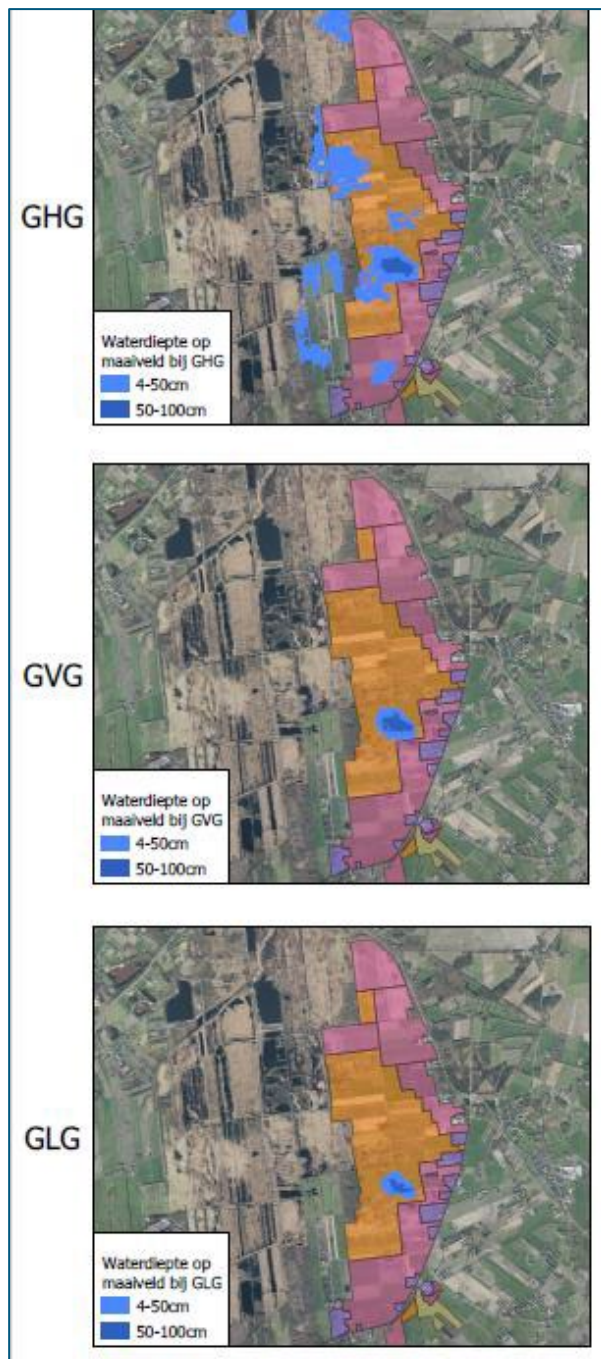 GHG
Waterdiepte op
maaiveld bij GHG
4-50cm
50-100cm
GVG
Waterdiepte op
maaiveld bij GVG
4-50cm
50-100cm
GLG
Waterdiepte op
maaiveld bij GLG
4-50cm
50-100cm